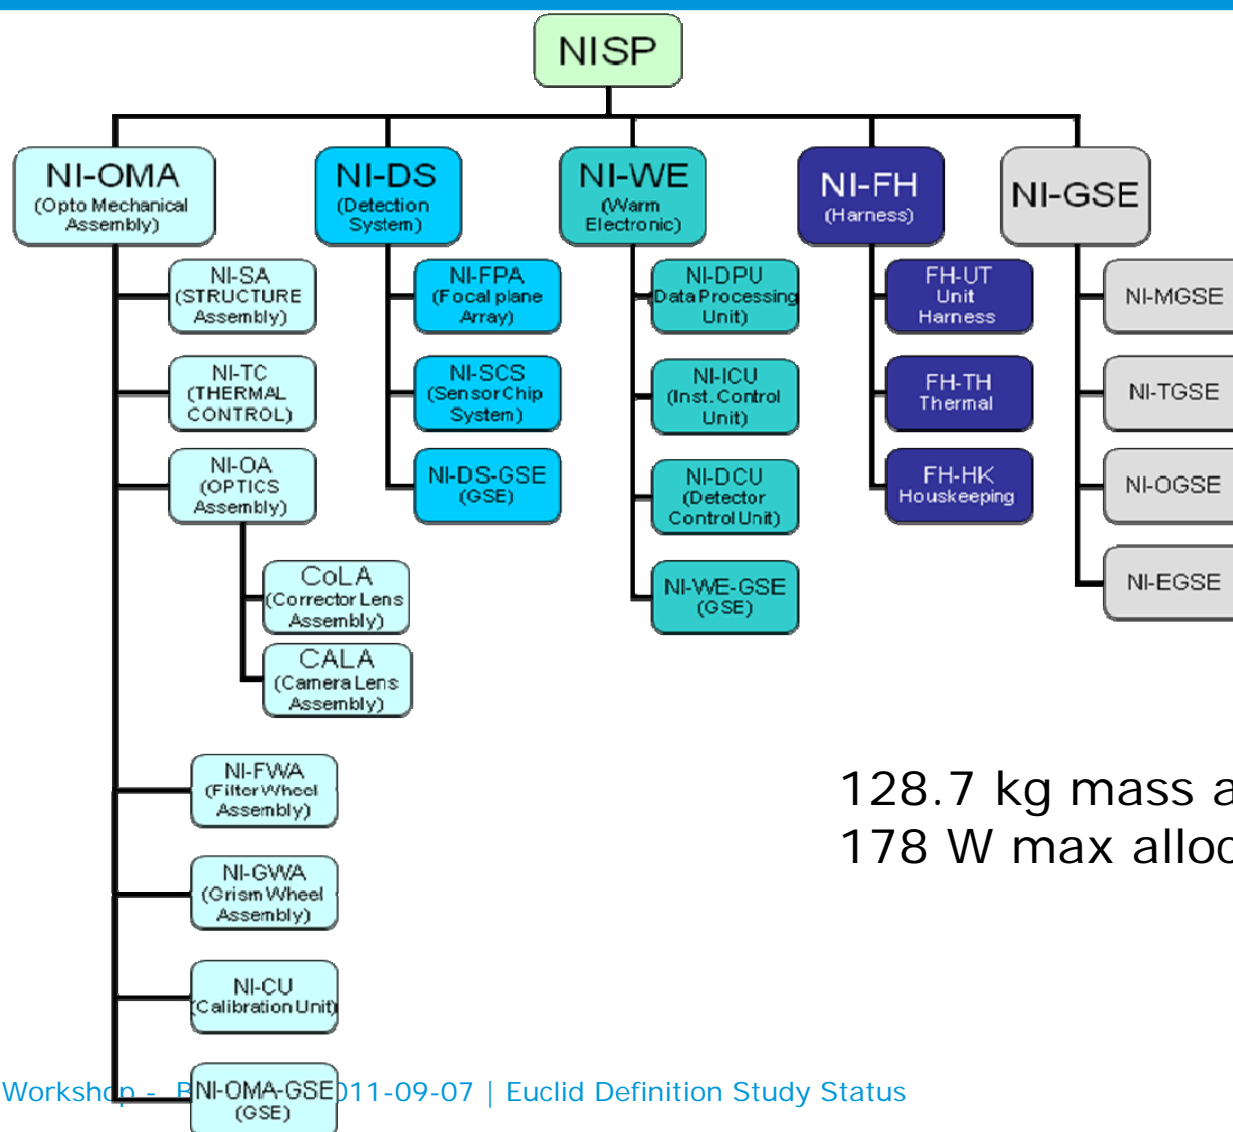 NISP
NI-OMA
(Opto Mechanical
Assembly)
NI-DS
(Detection
System)
NI-WE
(Warm
Electronic)
NI-FH
(Harness)
NI-GSE
NI-SA
(STRUCTURE
Assembly)
NI-TC
(THERMAL
CONTROL)
NI-OA
(OPTICS
Assembly)
CoLA
(Corrector Lens
Assembly)
CALA
(Camera Lens
Assembly)
NI-FWA
(Filter Wheel
Assembly)
NI-GWA
(Grism Wheel
Assembly)
NI-CU
(Calibration Unit)
NI-OMA-GSE
(GSE)
NI-FPA
(Focal plane
Array)
NI-SCS
(Sensor Chip
System)
NI-DS-GSE
(GSE)
NI-DPU
(Data Processing
Unit)
NI-ICU
(Inst. Control
Unit)
NI-DCU
(Detector
Control Unit)
NI-WE-GSE
(GSE)
FH-UT
Unit
Harness
FH-TH
Thermal
FH-HK
Houskeeping
NI-MGSE
NI-TGSE
NI-OGSE
NI-EGSE
128.7 kg mass
178 W max
Workshop - 011-09-07 | Euclid Definition Study Status